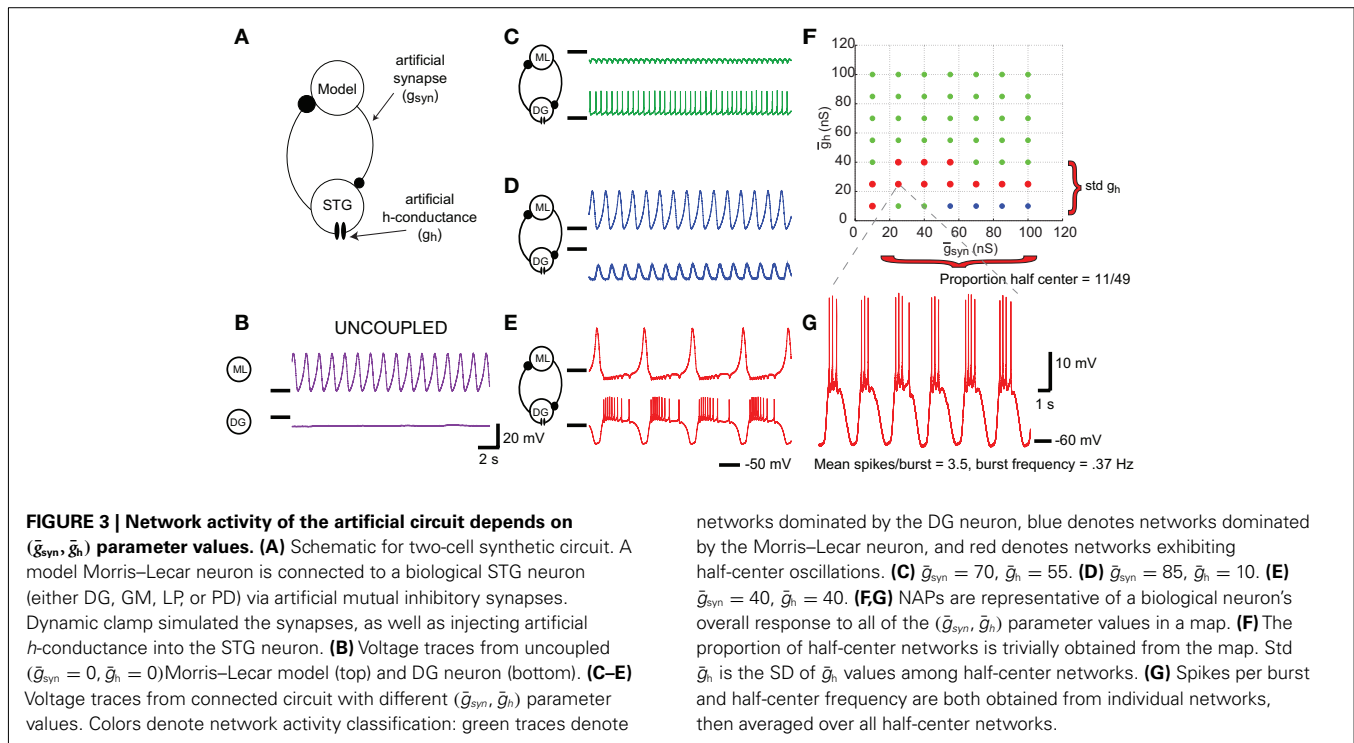 A
artificial
synapse
(gsyn)
Model
STG
artificial
h-conductance
(gh)
B
UNCOUPLED
ML
DG
20 mV
2 s
C
ML
DG
D
ML
DG
E
ML
DG
-50 mV
F
120
100
80
60
40
20
0
ḡh (nS)
0 20 40 60 80 100 120
ḡsyn (nS)
std gh
Proportion half center = 11/49
G
10 mV
1 s
-60 mV
Mean spikes/burst = 3.5, burst frequency = .37 Hz
FIGURE 3 | Network activity of the artificial circuit depends on
(ḡsyn, ḡh) parameter values. (A) Schematic for two-cell synthetic circuit. A
model Morris–Lecar neuron is connected to a biological STG neuron
(either DG, GM, LP, or PD) via artificial mutual inhibitory synapses.
Dynamic clamp simulated the synapses, as well as injecting artificial
h-conductance into the STG neuron. (B) Voltage traces from uncoupled
(ḡsyn = 0, ḡh = 0)Morris–Lecar model (top) and DG neuron (bottom). (C–E)
Voltage traces from connected circuit with different (ḡsyn, ḡh) parameter
values. Colors denote network activity classification: green traces denote
networks dominated by the DG neuron, blue denotes networks dominated
by the Morris–Lecar neuron, and red denotes networks exhibiting
half-center oscillations. (C) ḡsyn = 70, ḡh = 55. (D) ḡsyn = 85, ḡh = 10. (E)
ḡsyn = 40, ḡh = 40. (F,G) NAPs are representative of a biological neuron's
overall response to all of the (ḡsyn, ḡh) parameter values in a map. (F) The
proportion of half-center networks is trivially obtained from the map. Std
ḡh is the SD of ḡh values among half-center networks. (G) Spikes per burst
and half-center frequency are both obtained from individual networks,
then averaged over all half-center networks.